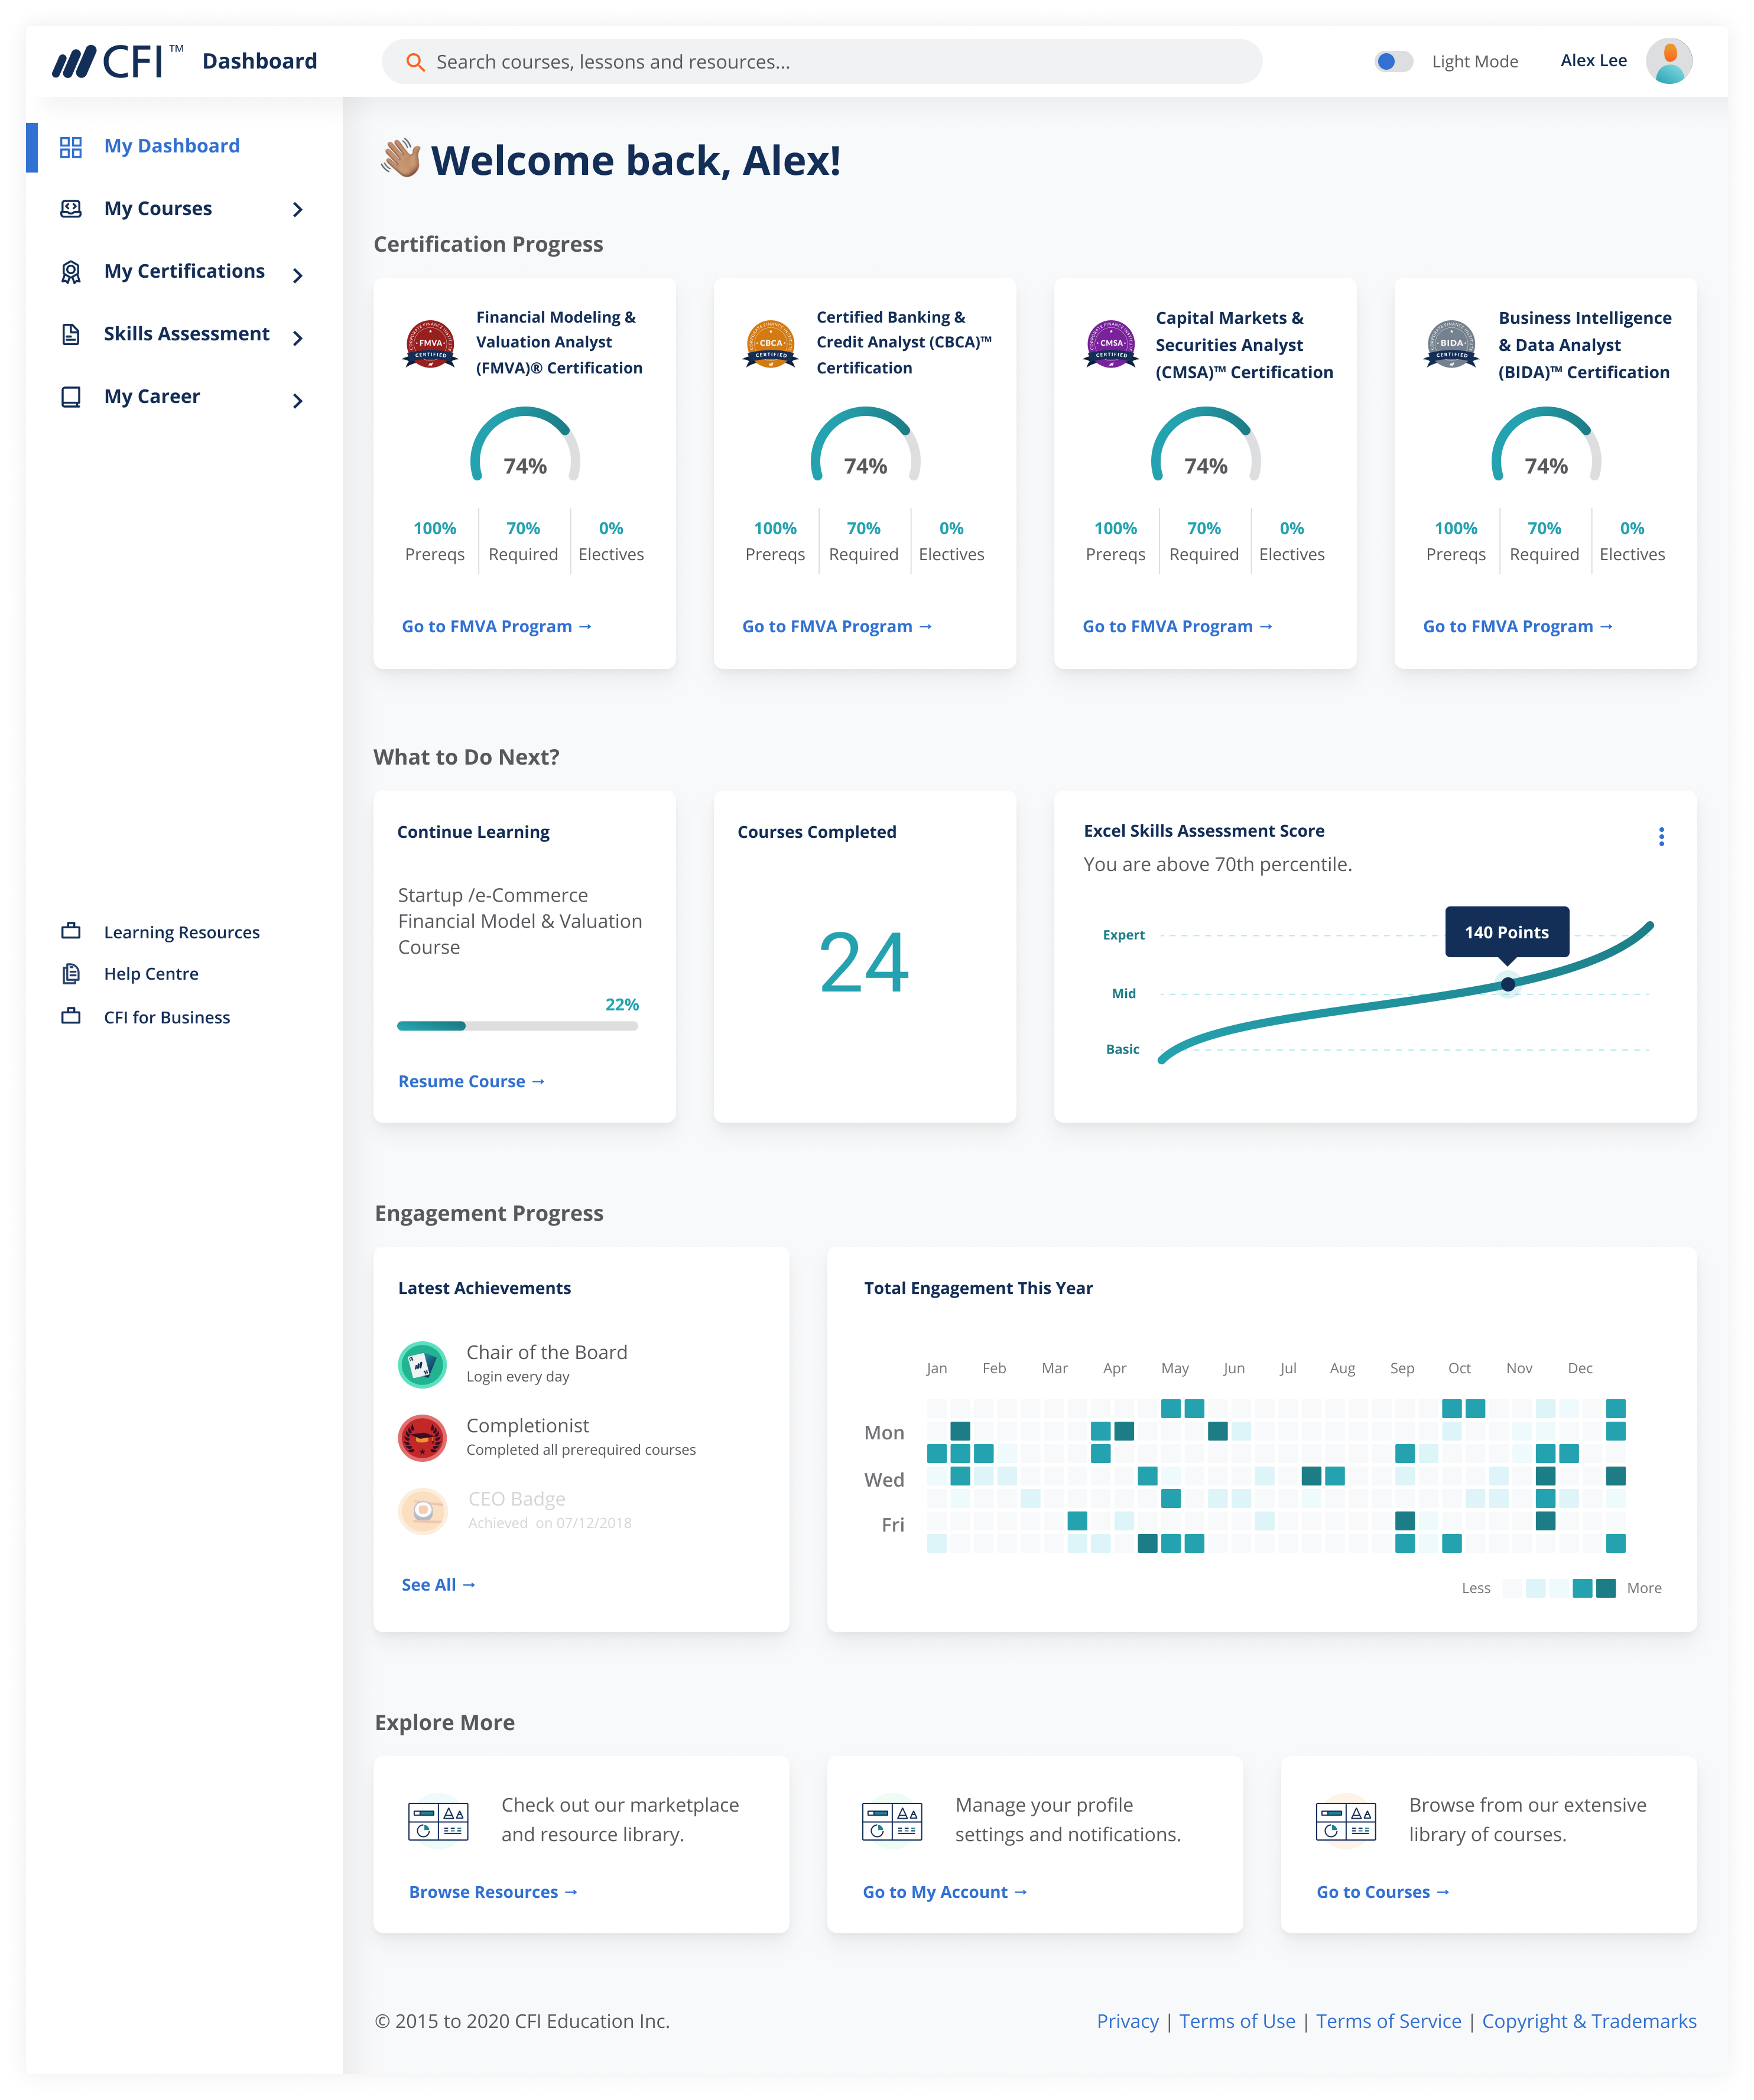 CFI™ Dashboard
Search courses, lessons and resources...
Light Mode
Alex Lee
My Dashboard
My Courses
My Certifications
Skills Assessment
My Career
Learning Resources
Help Centre
CFI for Business
Welcome back, Alex!
Certification Progress
FMVA
CERTIFIED
Financial Modeling &
Valuation Analyst
(FMVA)® Certification
74%
100%
Prereqs
70%
Required
0%
Electives
Go to FMVA Program →
CBCA
CERTIFIED
Certified Banking &
Credit Analyst (CBCA)™
Certification
74%
100%
Prereqs
70%
Required
0%
Electives
Go to FMVA Program →
CMSA
CERTIFIED
Capital Markets &
Securities Analyst
(CMSA)™ Certification
74%
100%
Prereqs
70%
Required
0%
Electives
Go to FMVA Program →
BIDA
CERTIFIED
Business Intelligence
& Data Analyst
(BIDA)™ Certification
74%
100%
Prereqs
70%
Required
0%
Electives
Go to FMVA Program →
What to Do Next?
Continue Learning
Startup /e-Commerce
Financial Model & Valuation
Course
22%
Resume Course →
Courses Completed
24
Excel Skills Assessment Score
You are above 70th percentile.
140 Points
Expert
Mid
Basic
Engagement Progress
Latest Achievements
Chair of the Board
Login every day
Completionist
Completed all prerequired courses
CEO Badge
Achieved on 07/12/2018
See All →
Total Engagement This Year
Jan Feb Mar Apr May Jun Jul Aug Sep Oct Nov Dec
Mon
Wed
Fri
Less
More
Explore More
Check out our marketplace
and resource library.
Browse Resources →
Manage your profile
settings and notifications.
Go to My Account →
Browse from our extensive
library of courses.
Go to Courses →
© 2015 to 2020 CFI Education Inc.
Privacy | Terms of Use | Terms of Service | Copyright & Trademarks